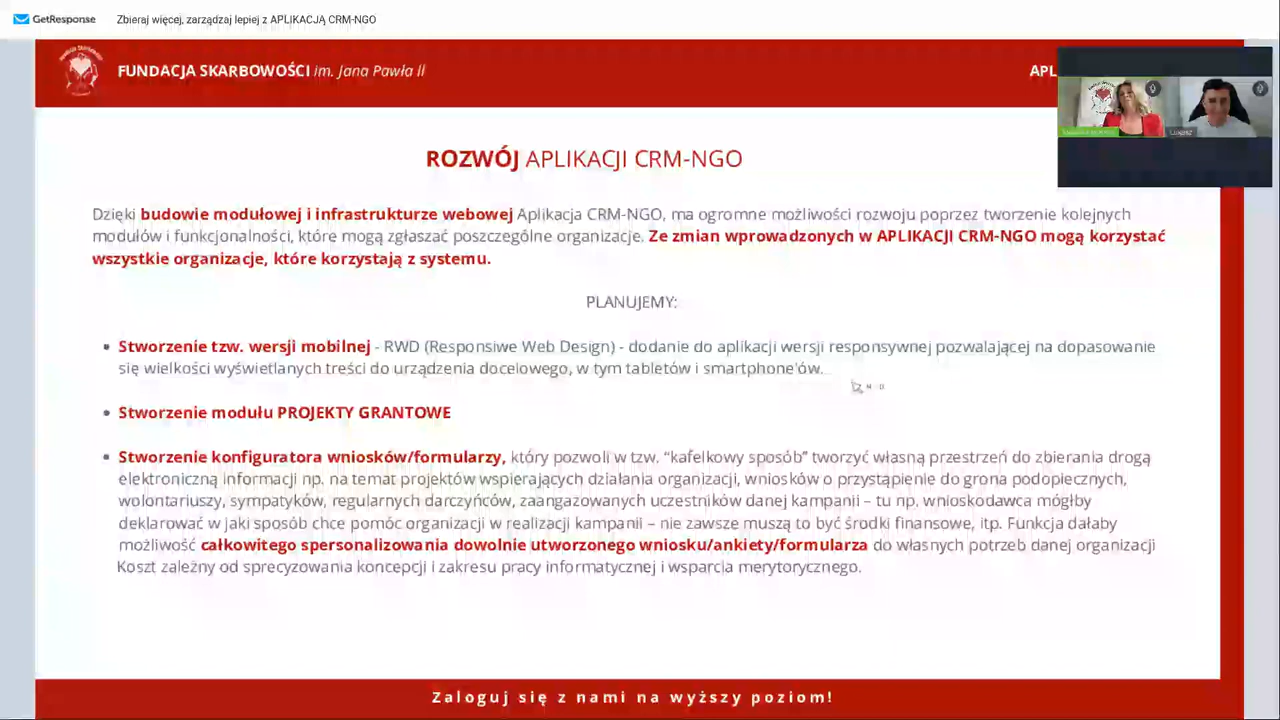 GetResponse
Zbieraj więcej, zarządzaj lepiej z APLIKACJĄ CRM-NGO
FUNDACJA SKARBOWOŚCI im. Jana Pawła II
APL
Łukasz
ROZWÓJ APLIKACJI CRM-NGO
Dzięki budowie modułowej i infrastrukturze webowej Aplikacja CRM-NGO, ma ogromne możliwości rozwoju poprzez tworzenie kolejnych
modułów i funkcjonalności, które mogą zgłaszać poszczególne organizacje. Ze zmian wprowadzonych w APLIKACJI CRM-NGO mogą korzystać
wszystkie organizacje, które korzystają z systemu.
PLANUJEMY:
• Stworzenie tzw. wersji mobilnej - RWD (Responsiwe Web Design) - dodanie do aplikacji wersji responsywnej pozwalającej na dopasowanie
się wielkości wyświetlanych treści do urządzenia docelowego, w tym tabletów i smartphone'ów.
• Stworzenie modułu PROJEKTY GRANTOWE
• Stworzenie konfiguratora wniosków/formularzy, który pozwoli w tzw. “kafelkowy sposób” tworzyć własną przestrzeń do zbierania drogą
elektroniczną informacji np. na temat projektów wspierających działania organizacji, wniosków o przystąpienie do grona podopiecznych,
wolontariuszy, sympatyków, regularnych darczyńców, zaangażowanych uczestników danej kampanii – tu np. wnioskodawca mógłby
deklarować w jaki sposób chce pomóc organizacji w realizacji kampanii – nie zawsze muszą to być środki finansowe, itp. Funkcja dałaby
możliwość całkowitego spersonalizowania dowolnie utworzonego wniosku/ankiety/formularza do własnych potrzeb danej organizacji
Koszt zależny od sprecyzowania koncepcji i zakresu pracy informatycznej i wsparcia merytorycznego.
Zaloguj się z nami na wyższy poziom!